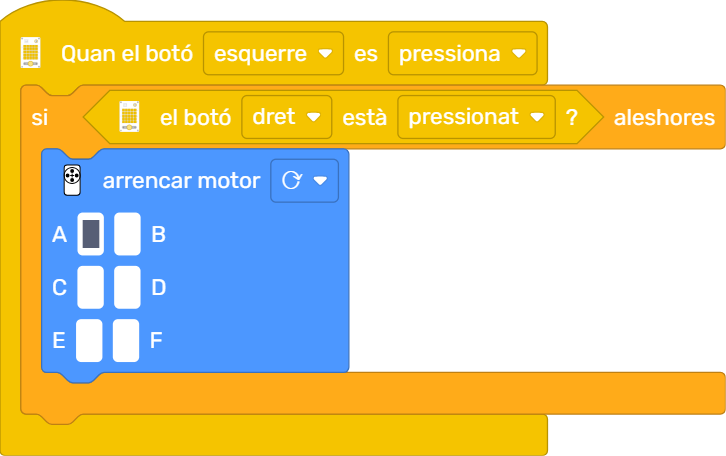 Quan el botó esquerre es pressiona
si el botó dret està pressionat ? aleshores
arrencar motor
A B
C D
E F